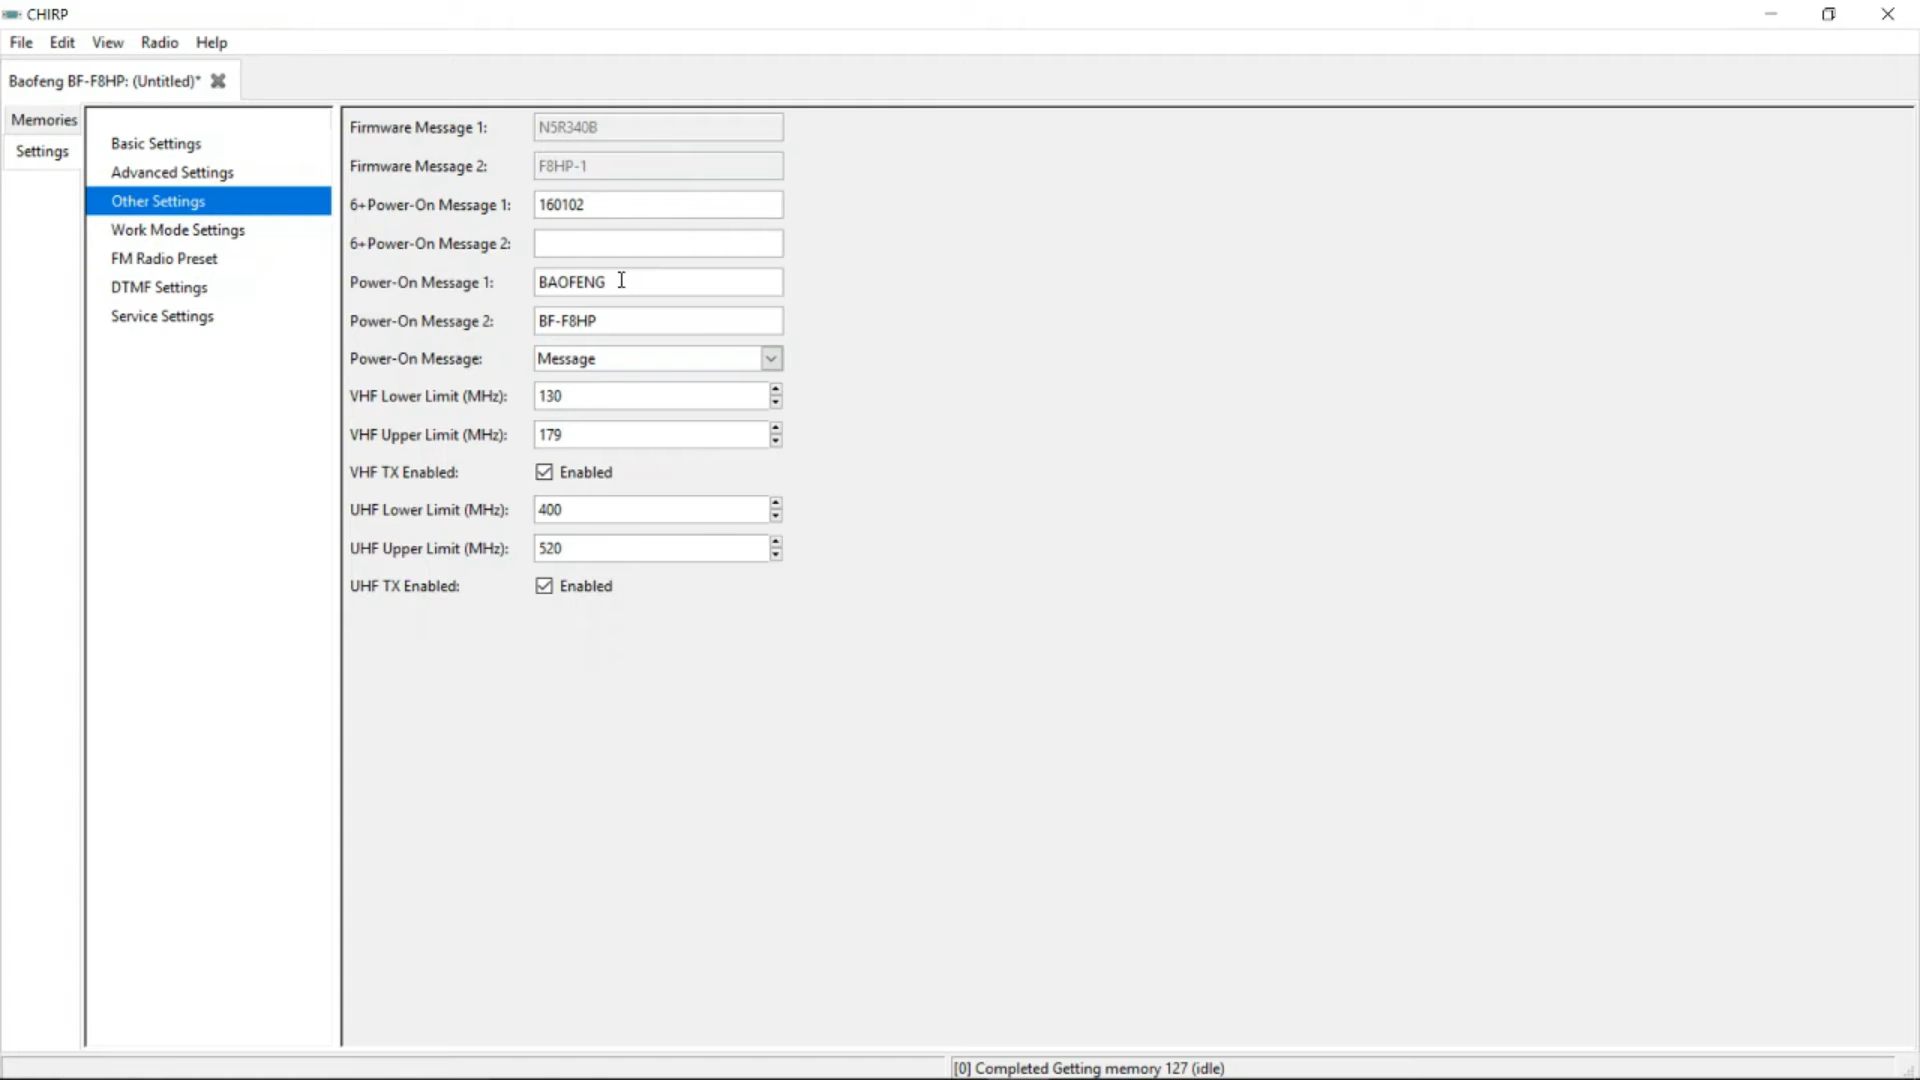 CHIRP
File Edit View Radio Help
Baofeng BF-F8HP: (Untitled)*
Memories
Settings
Basic Settings
Advanced Settings
Other Settings
Work Mode Settings
FM Radio Preset
DTMF Settings
Service Settings
Firmware Message 1: N5R340B
Firmware Message 2: F8HP-1
6+Power-On Message 1: 160102
6+Power-On Message 2:
Power-On Message 1: BAOFENG
Power-On Message 2: BF-F8HP
Power-On Message: Message
VHF Lower Limit (MHz): 130
VHF Upper Limit (MHz): 179
VHF TX Enabled: Enabled
UHF Lower Limit (MHz): 400
UHF Upper Limit (MHz): 520
UHF TX Enabled: Enabled
[0] Completed Getting memory 127 (idle)